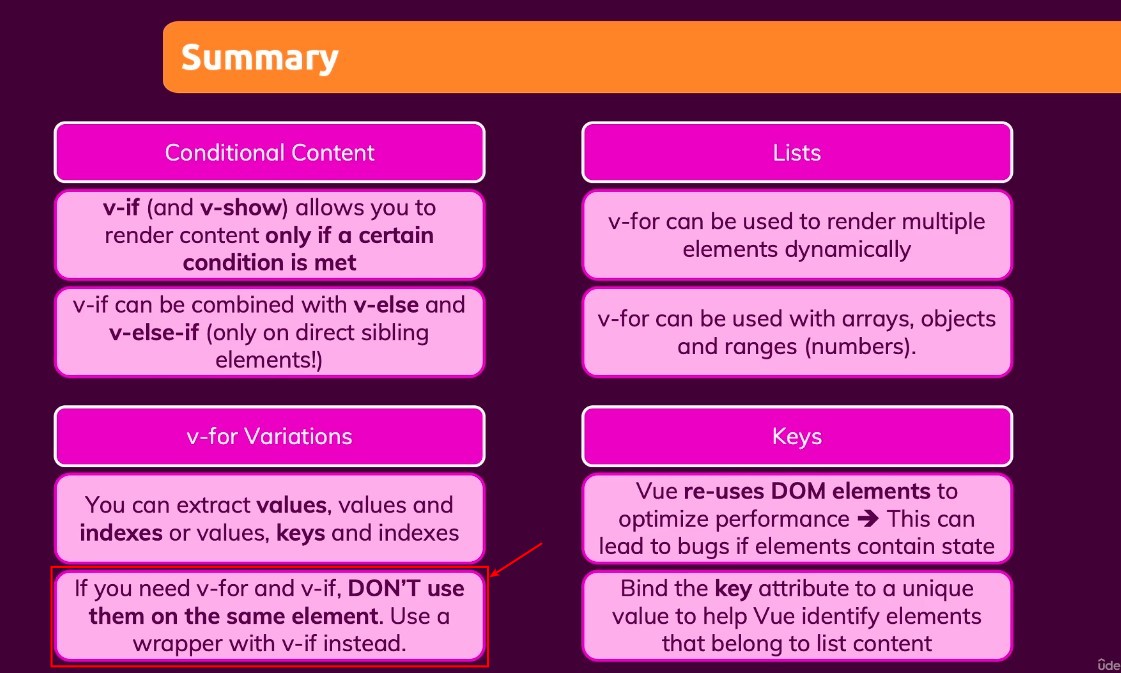 Summary
Conditional Content
v-if (and v-show) allows you to
render content only if a certain
condition is met
v-if can be combined with v-else and
v-else-if (only on direct sibling
elements!)
Lists
v-for can be used to render multiple
elements dynamically
v-for can be used with arrays, objects
and ranges (numbers).
v-for Variations
You can extract values, values and
indexes or values, keys and indexes
If you need v-for and v-if, DON’T use
them on the same element. Use a
wrapper with v-if instead.
Keys
Vue re-uses DOM elements to
optimize performance ➔ This can
lead to bugs if elements contain state
Bind the key attribute to a unique
value to help Vue identify elements
that belong to list content